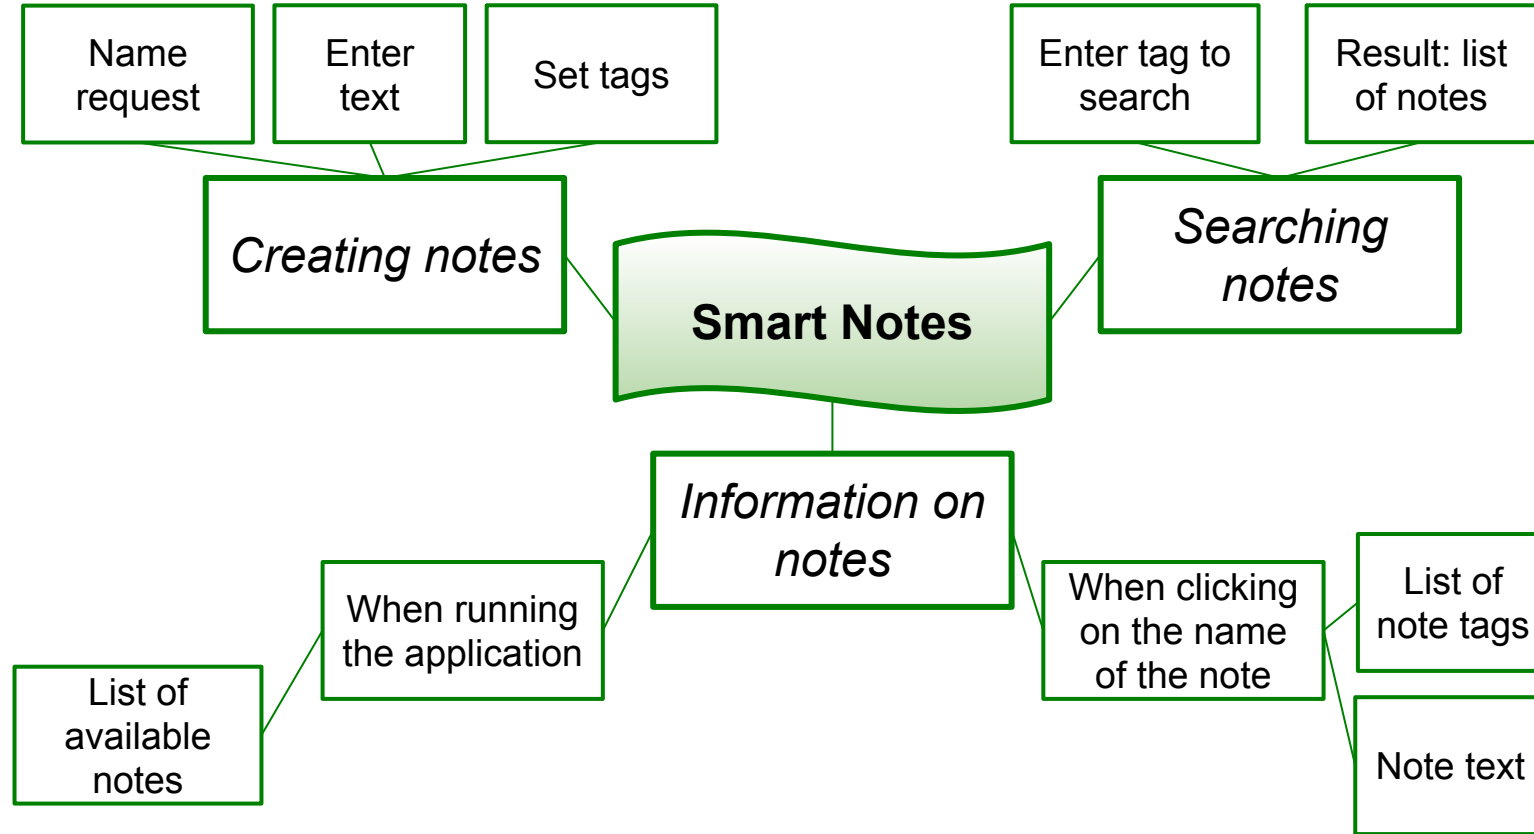 Name
request
Enter
text
Set tags
Enter tag to
search
Result: list
of notes
Creating notes
Searching
notes
Smart Notes
Information on
notes
When running
the application
List of
available
notes
When clicking
on the name
of the note
List of
note tags
Note text